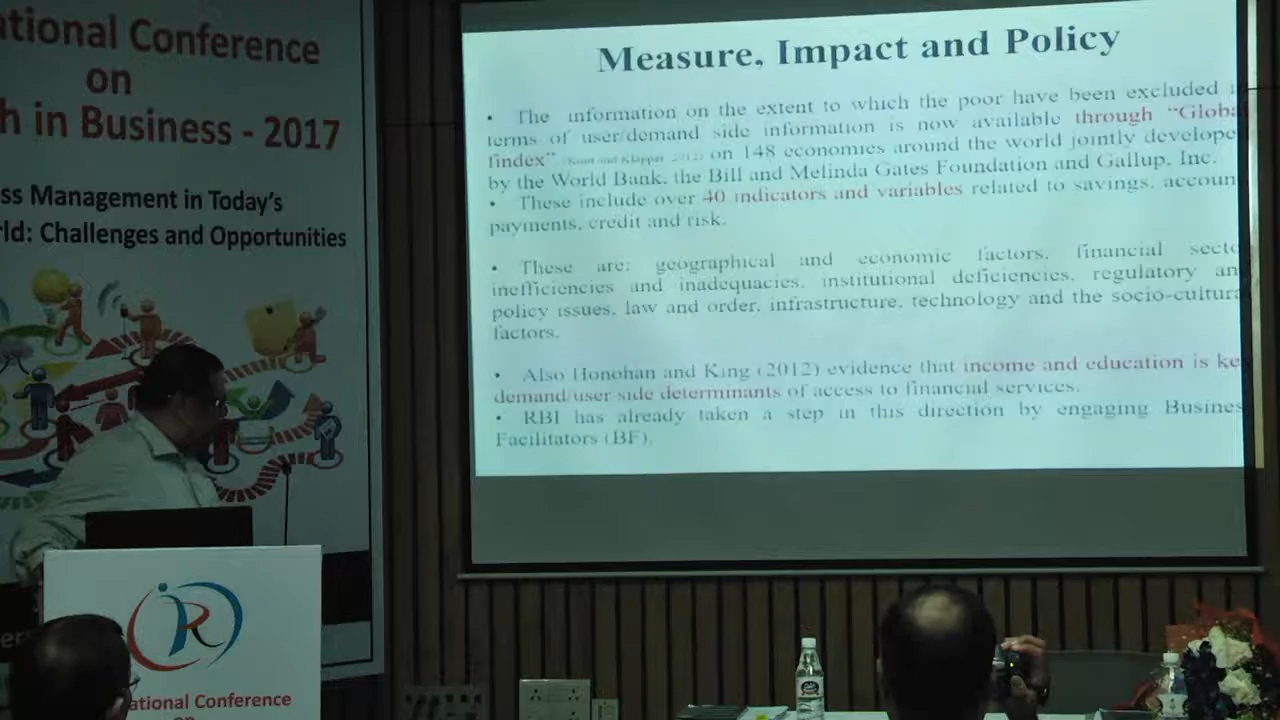 ational Conference
on
h in Business - 2017
ss Management in Today's
rld: Challenges and Opportunities
Measure, Impact and Policy
• The information on the extent to which the poor have been excluded i
terms of user/demand side information is now available through “Globa
findex” on 148 economies around the world jointly develope
by the World Bank, the Bill and Melinda Gates Foundation and Gallup, Inc.
• These include over 40 indicators and variables related to savings, accoun
payments, credit and risk.
• These are: geographical and economic factors, financial secto
inefficiencies and inadequacies, institutional deficiencies, regulatory an
policy issues, law and order, infrastructure, technology and the socio-cultura
factors.
• Also Honohan and King (2012) evidence that income and education is ke
demand/user side determinants of access to financial services.
• RBI has already taken a step in this direction by engaging Busines
Facilitators (BF).
R
ational Conference
on